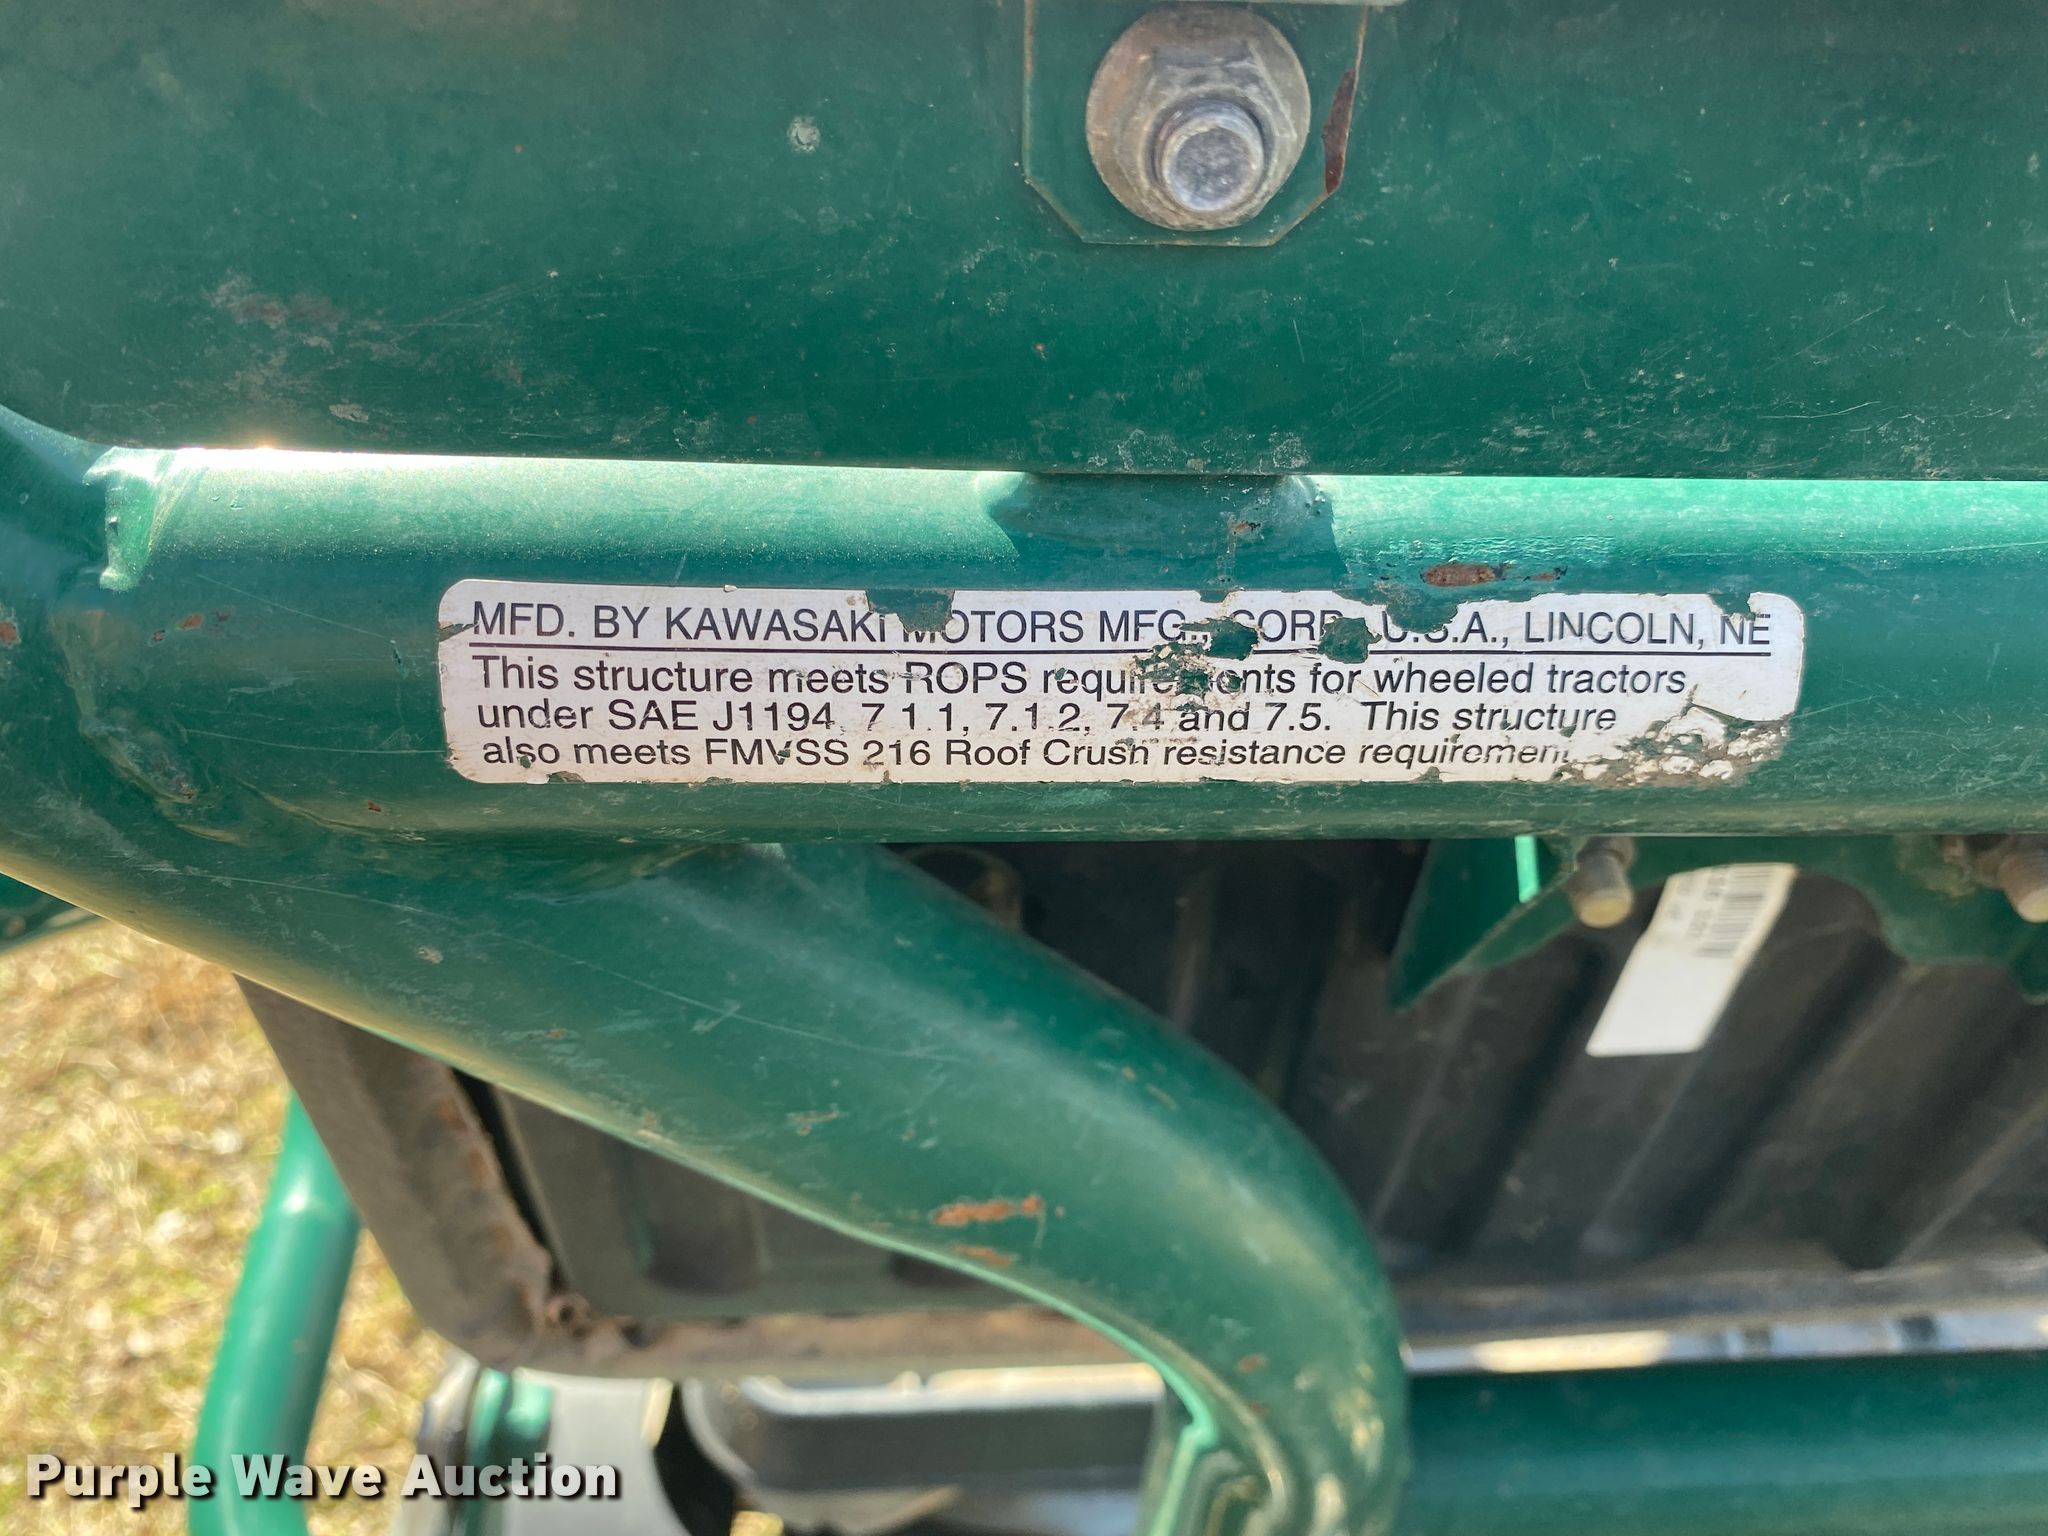 MFD. BY KAWASAKI MOTORS MFG., CORP., U.S.A., LINCOLN, NE
This structure meets ROPS requirements for wheeled tractors
under SAE J1194, 7.1.1, 7.1.2, 7.4 and 7.5. This structure
also meets FMVSS 216 Roof Crush resistance requirement
Purple Wave Auction